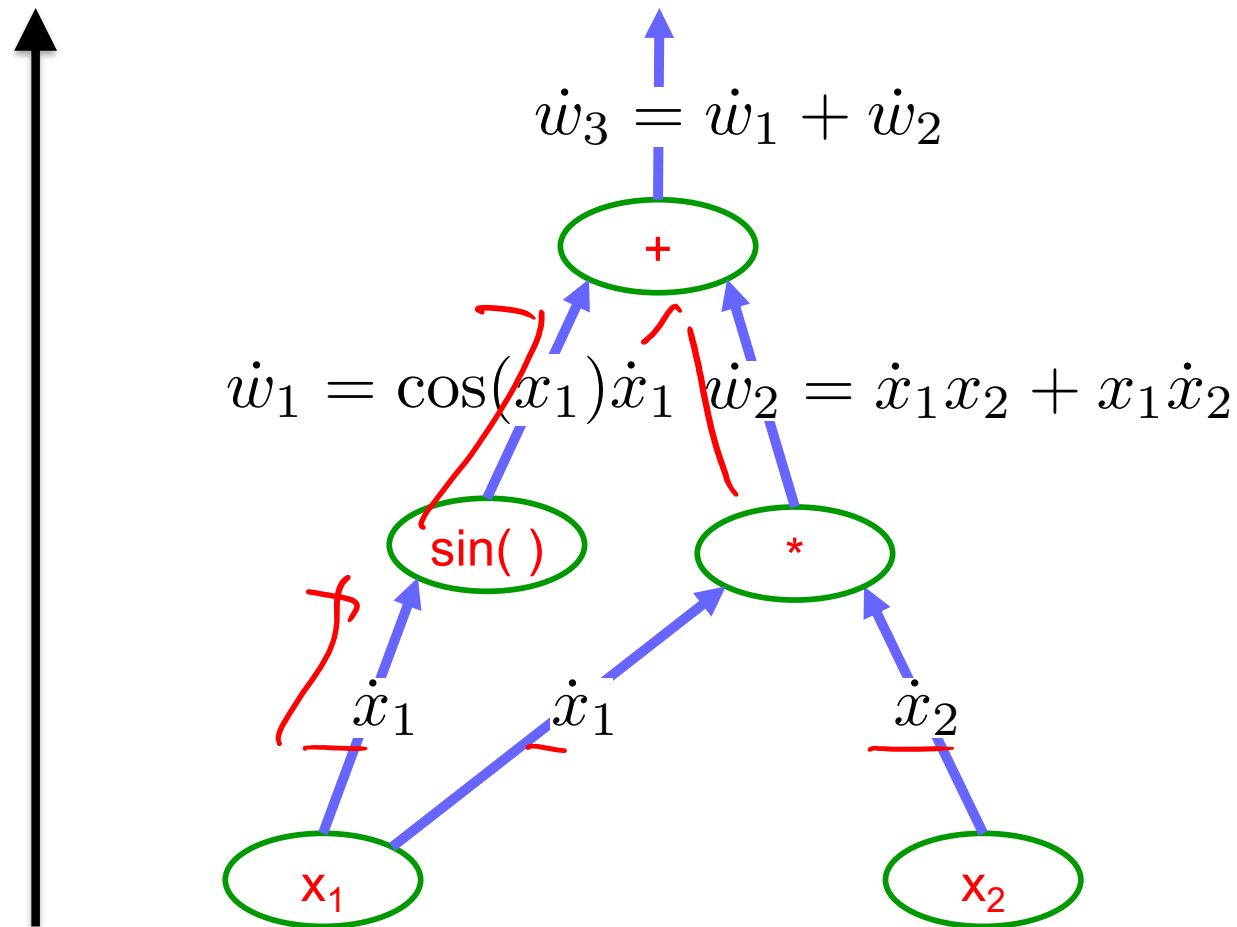 ẇ₃ = ẇ₁ + ẇ₂
+
ẇ₁ = cos(x₁)ẋ₁
ẇ₂ = ẋ₁x₂ + x₁ẋ₂
sin( )
*
ẋ₁
ẋ₁
ẋ₂
x₁
x₂